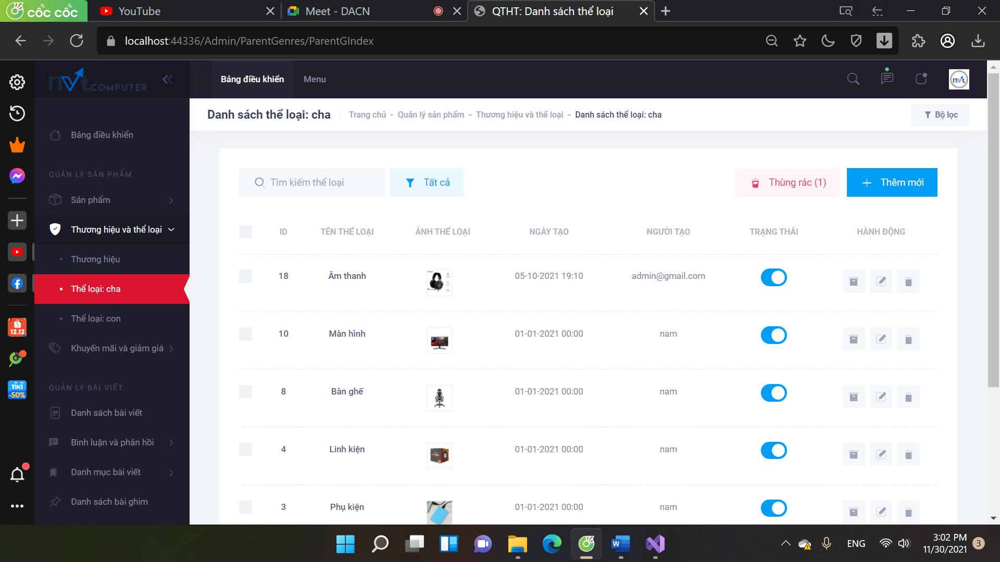 cốc cốc
YouTube
Meet - DACN
QTHT: Danh sách thể loại
localhost:44336/Admin/ParentGenres/ParentGIndex
nvt COMPUTER
Bảng điều khiển
Menu
nvt
Danh sách thể loại: cha
Trang chủ - Quản lý sản phẩm - Thương hiệu và thể loại - Danh sách thể loại: cha
Bộ lọc
Bảng điều khiển
QUẢN LÝ SẢN PHẨM
Sản phẩm
Thương hiệu và thể loại
Thương hiệu
Thể loại: cha
Thể loại: con
Khuyến mãi và giảm giá
QUẢN LÝ BÀI VIẾT
Danh sách bài viết
Bình luận và phản hồi
Danh mục bài viết
Danh sách bài ghim
12.12
TIKI
-50%
Tìm kiếm thể loại
Tất cả
Thùng rác (1)
Thêm mới
ID TÊN THỂ LOẠI ẢNH THỂ LOẠI NGÀY TẠO NGƯỜI TẠO TRẠNG THÁI HÀNH ĐỘNG
18 Âm thanh 05-10-2021 19:10 admin@gmail.com
10 Màn hình 01-01-2021 00:00 nam
8 Bàn ghế 01-01-2021 00:00 nam
4 Linh kiện 01-01-2021 00:00 nam
3 Phụ kiện 01-01-2021 00:00 nam
W
ENG
3:02 PM
11/30/2021
3